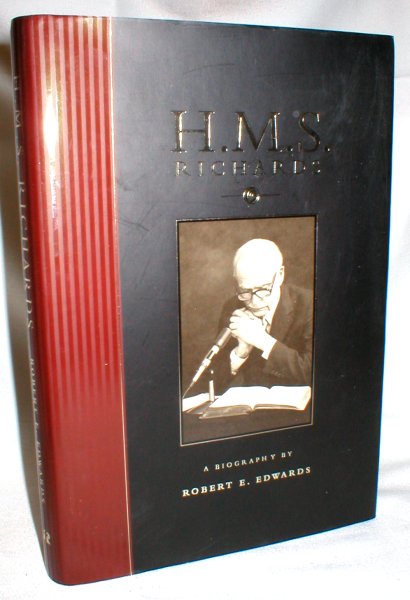 H.M.S.
RICHARDS
A BIOGRAPHY BY
ROBERT E. EDWARDS
H.M.S. RICHARDS
ROBERT E. EDWARDS